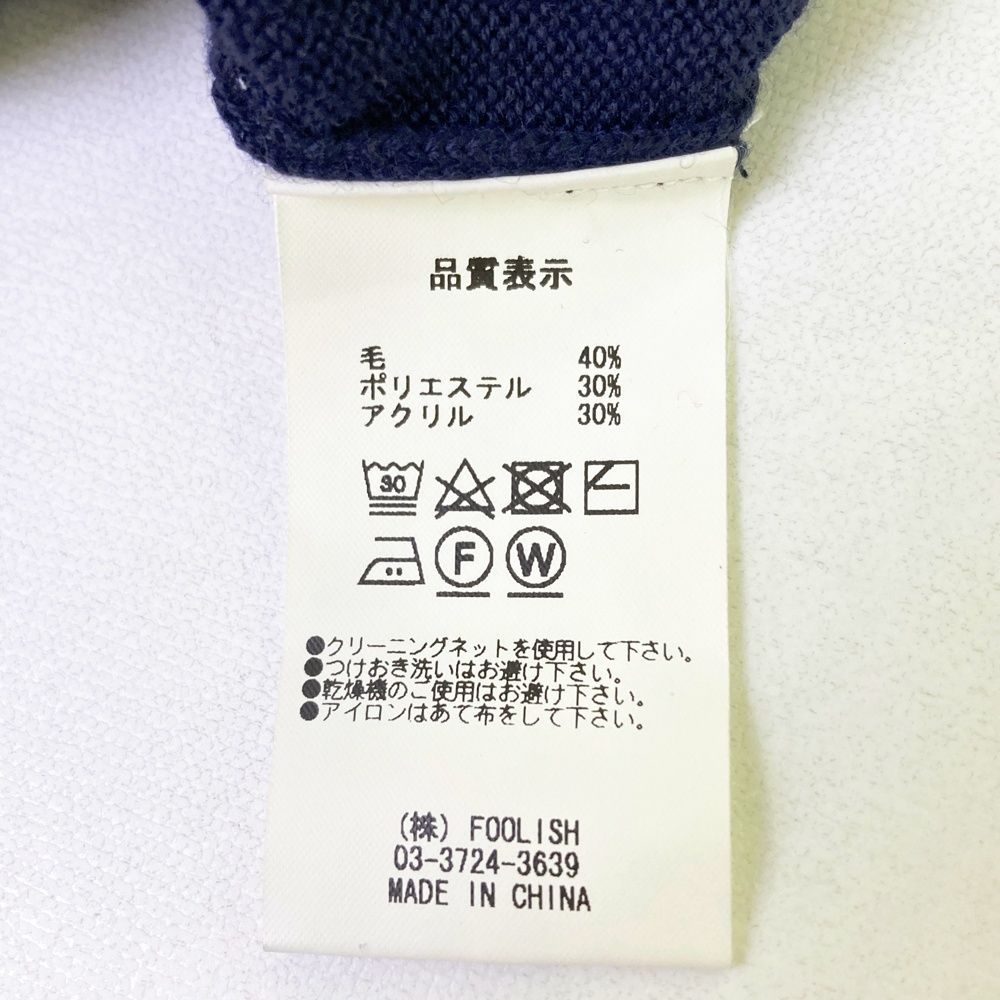 品質表示
毛 40%
ポリエステル 30%
アクリル 30%
30
F W
●クリーニングネットを使用して下さい。
●つけおき洗いはお避け下さい。
●乾燥機のご使用はお避け下さい。
●アイロンはあて布をして下さい。
(株) FOOLISH
03-3724-3639
MADE IN CHINA